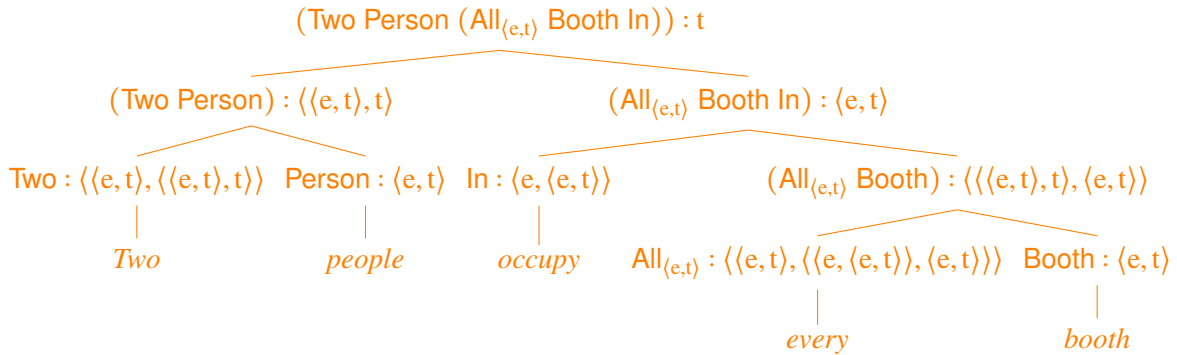 (Two Person (All⟨e,t⟩ Booth In)) : t
(Two Person) : ⟨⟨e, t⟩, t⟩ (All⟨e,t⟩ Booth In) : ⟨e, t⟩
Two : ⟨⟨e, t⟩, ⟨⟨e, t⟩, t⟩⟩ Person : ⟨e, t⟩ In : ⟨e, ⟨e, t⟩⟩ (All⟨e,t⟩ Booth) : ⟨⟨⟨e, t⟩, t⟩, ⟨e, t⟩⟩
Two people occupy All⟨e,t⟩ : ⟨⟨e, t⟩, ⟨⟨e, ⟨e, t⟩⟩, ⟨e, t⟩⟩⟩ Booth : ⟨e, t⟩
every booth